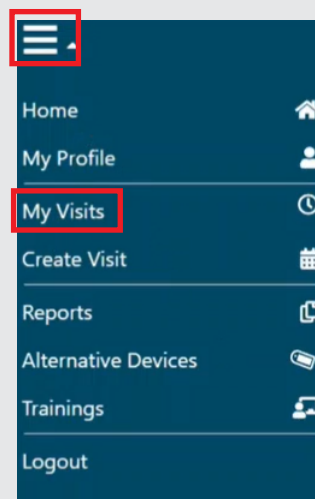 Home
My Profile
My Visits
Create Visit
Reports
Alternative Devices
Trainings
Logout